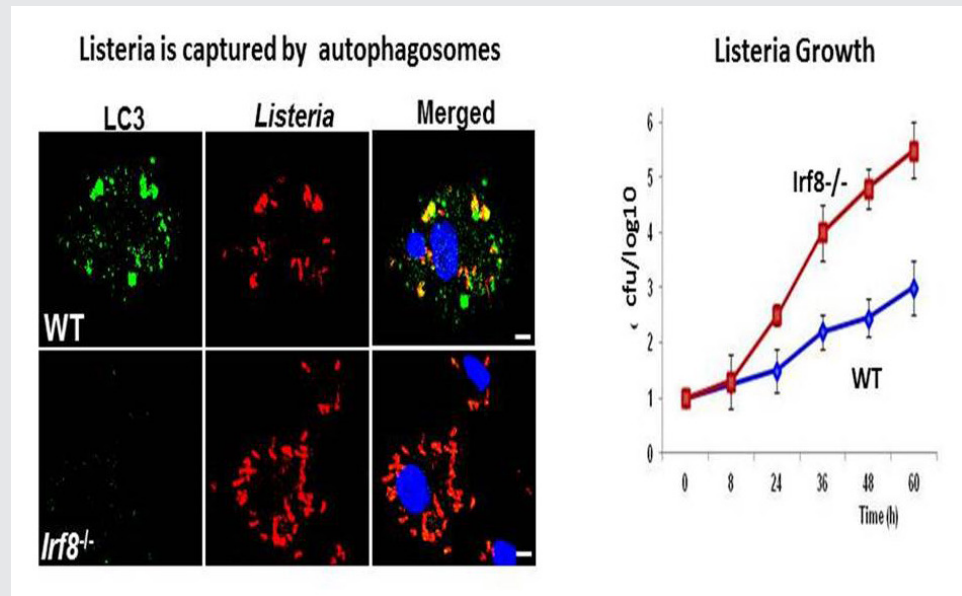 Listeria is captured by autophagosomes
LC3
Listeria
Merged
WT
Irf8-/-
Listeria Growth
cfu/log10
6
5
4
3
2
1
0
Irf8-/-
WT
0 8 24 36 48 60
Time (h)